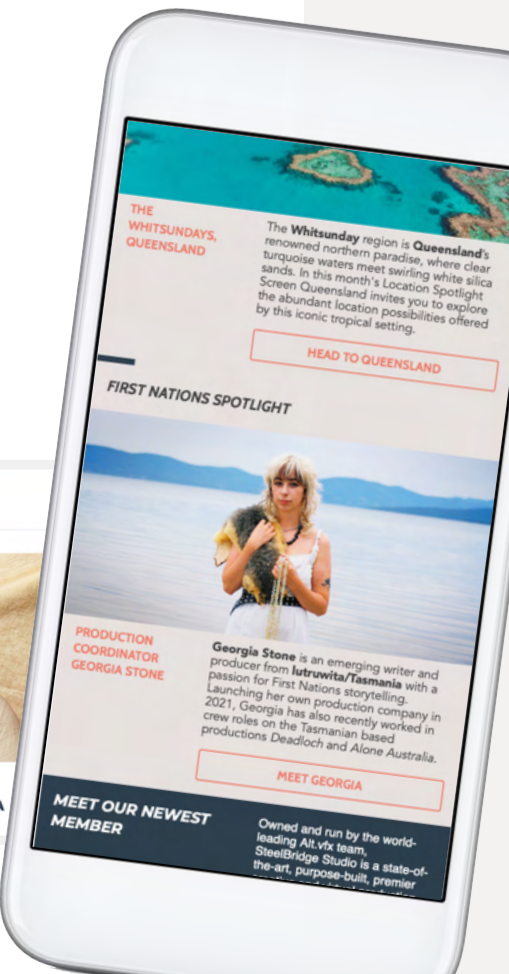 THE
WHITSUNDAYS,
QUEENSLAND
The Whitsunday region is Queensland's
renowned northern paradise, where clear
turquoise waters meet swirling white silica
sands. In this month's Location Spotlight
Screen Queensland invites you to explore
the abundant location possibilities offered
by this iconic tropical setting.
HEAD TO QUEENSLAND
FIRST NATIONS SPOTLIGHT
PRODUCTION
COORDINATOR
GEORGIA STONE
Georgia Stone is an emerging writer and
producer from lutruwita/Tasmania with a
passion for First Nations storytelling.
Launching her own production company in
2021, Georgia has also recently worked in
crew roles on the Tasmanian based
productions Deadloch and Alone Australia.
MEET GEORGIA
MEET OUR NEWEST
MEMBER
Owned and run by the world-
leading Alt.vfx team,
SteelBridge Studio is a state-of-
the-art, purpose-built, premier